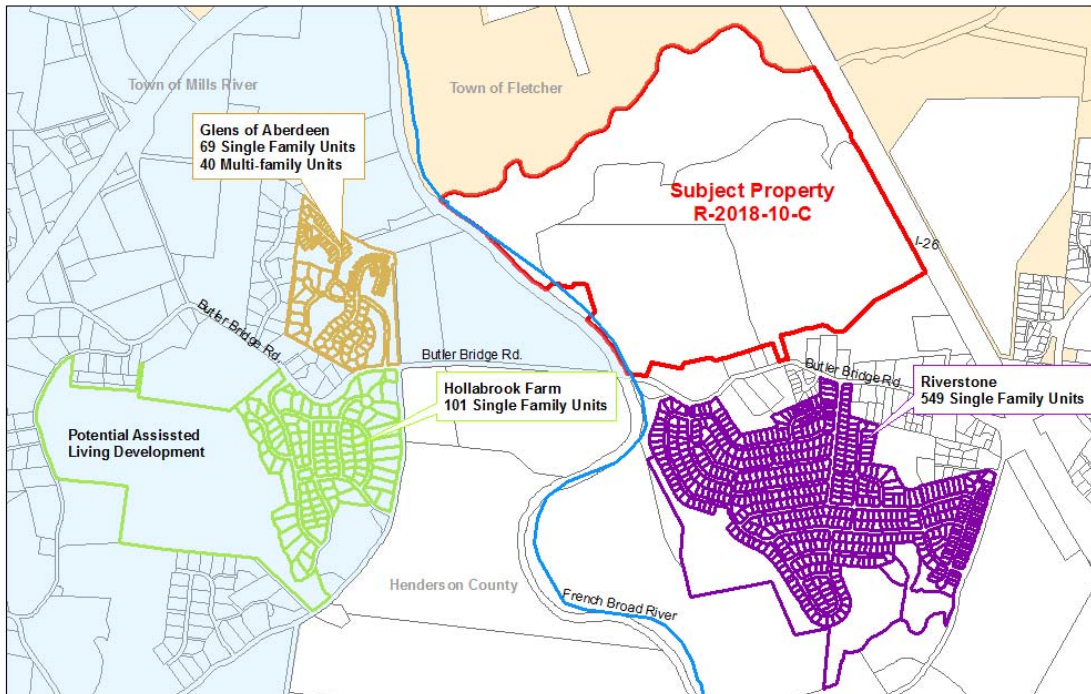 Town of Mills River
Town of Fletcher
Glens of Aberdeen
69 Single Family Units
40 Multi-family Units
Subject Property
R-2018-10-C
I-26
Butler Bridge Rd.
Butler Bridge Rd.
Butler Bridge Rd.
Hollabrook Farm
101 Single Family Units
Riverstone
549 Single Family Units
Potential Assissted
Living Development
Henderson County
French Broad River